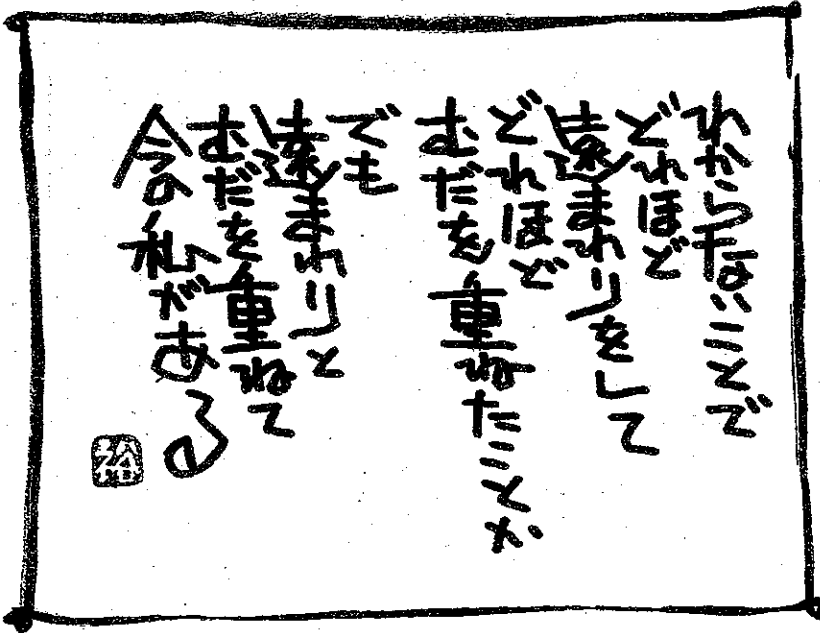 わからないことで
どれほど
遠まわりをして
どれほど
むだを重ねたことか
でも
遠まわりと
むだを重ねて
今の私がある